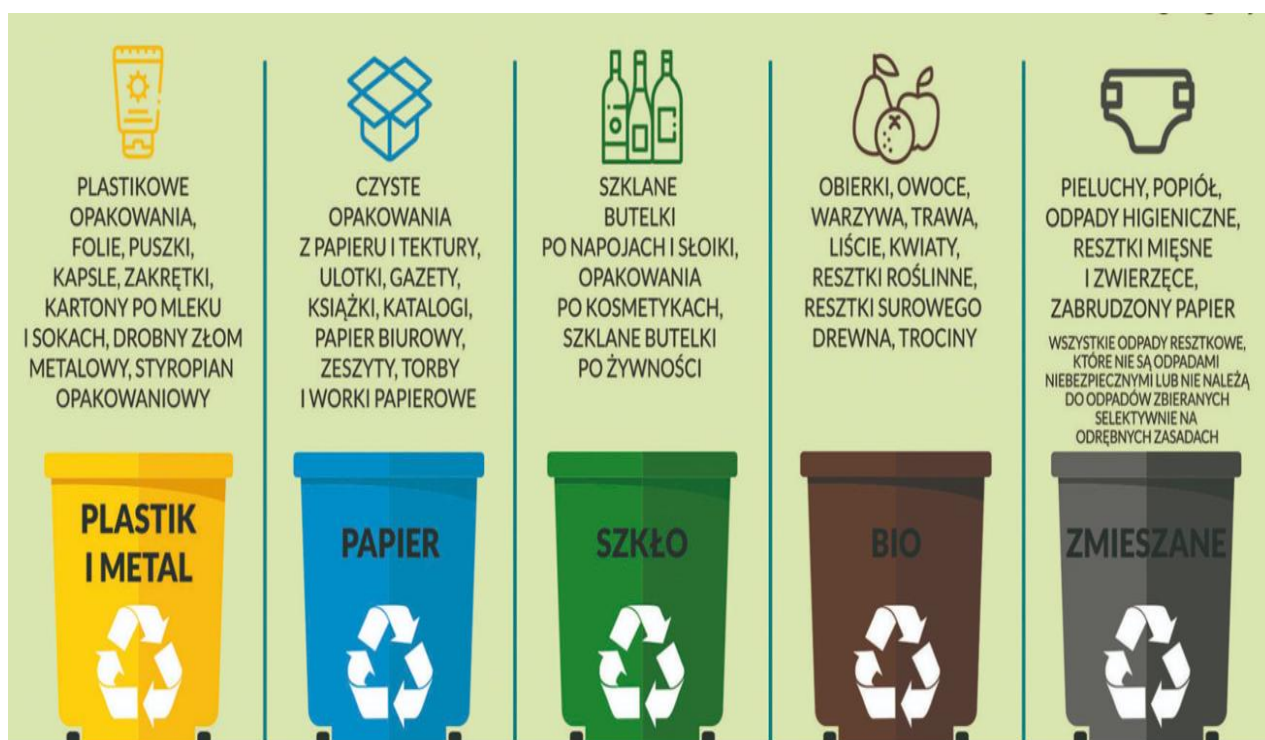 PLASTIKOWE
OPAKOWANIA,
FOLIE, PUSZKI,
KAPSLE, ZAKRĘTKI,
KARTONY PO MLEKU
I SOKACH, DROBNY ZŁOM
METALOWY, STYROPIAN
OPAKOWANIOWY
PLASTIK
I METAL
CZYSTE
OPAKOWANIA
Z PAPIERU I TEKTURY,
ULOTKI, GAZETY,
KSIĄŻKI, KATALOGI,
PAPIER BIUROWY,
ZESZYTY, TORBY
I WORKI PAPIEROWE
PAPIER
SZKLANE
BUTELKI
PO NAPOJACH I SŁOIKI,
OPAKOWANIA
PO KOSMETYKACH,
SZKLANE BUTELKI
PO ŻYWNOŚCI
SZKŁO
OBIERKI, OWOCE,
WARZYWA, TRAWA,
LIŚCIE, KWIATY,
RESZTKI ROŚLINNE,
RESZTKI SUROWEGO
DREWNA, TROCINY
BIO
PIELUCHY, POPIÓŁ,
ODPADY HIGIENICZNE,
RESZTKI MIĘSNE
I ZWIERZĘCE,
ZABRUDZONY PAPIER
WSZYSTKIE ODPADY RESZTKOWE,
KTÓRE NIE SĄ ODPADAMI
NIEBEZPIECZNYMI LUB NIE NALEŻĄ
DO ODPADÓW ZBIERANYCH
SELEKTYWNIE NA
ODRĘBNYCH ZASADACH
ZMIESZANE